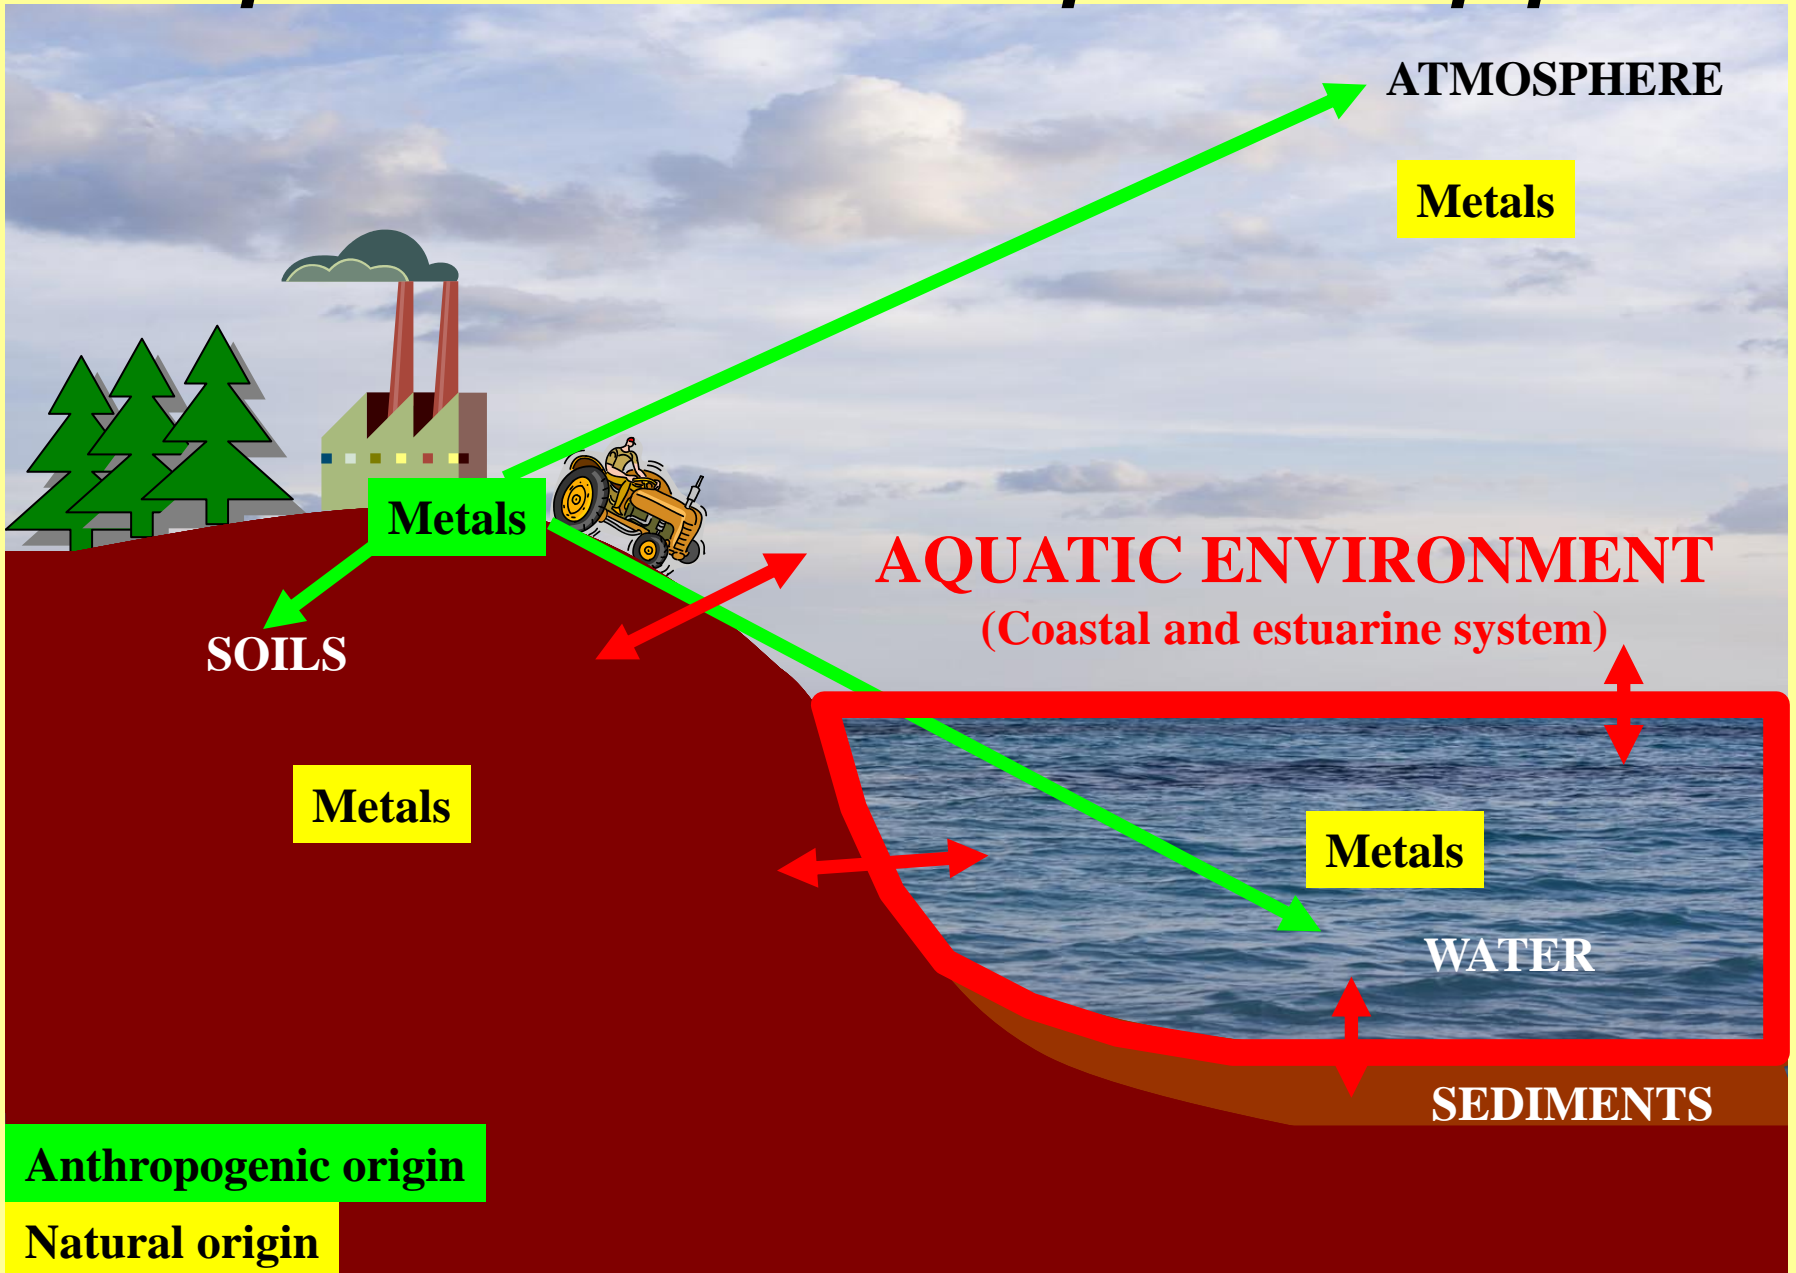 ATMOSPHERE
Metals
Metals
AQUATIC ENVIRONMENT
(Coastal and estuarine system)
SOILS
Metals
Metals
WATER
SEDIMENTS
Anthropogenic origin
Natural origin